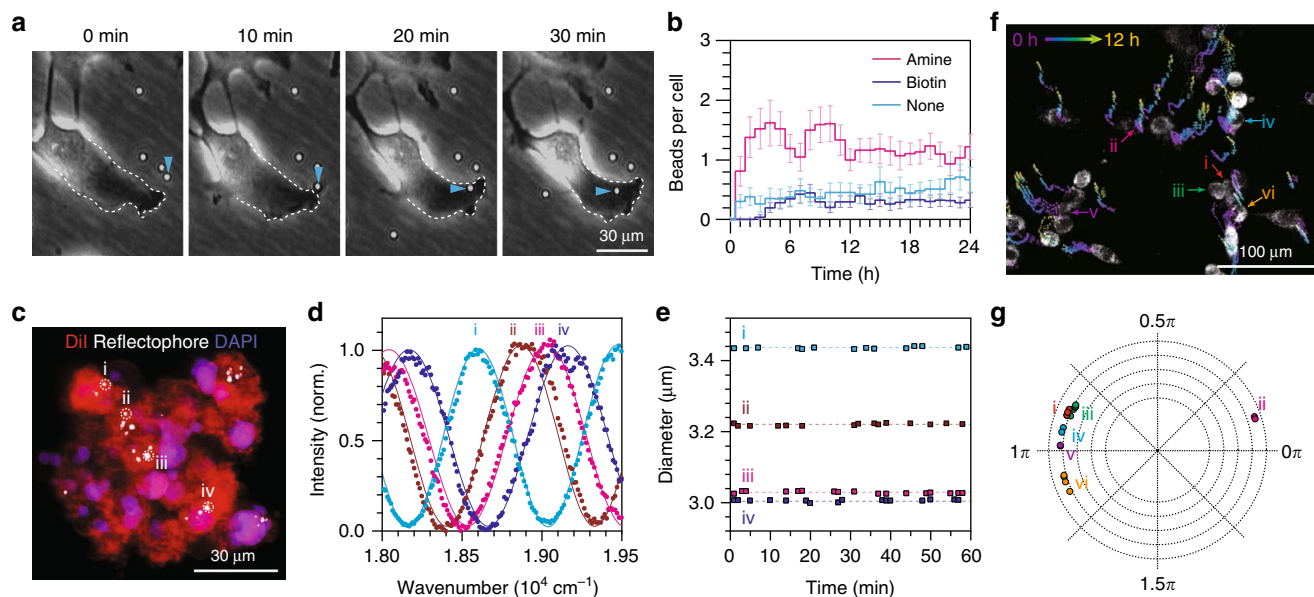 a
0 min 10 min 20 min 30 min
30 μm
b
3
2
1
0
0 6 12 18 24
Beads per cell
Time (h)
Amine
Biotin
None
f
0 h 12 h
ii
iv
i
iii
v
vi
100 μm
c
DiI Reflectophore DAPI
i
ii
iii
iv
30 μm
d
i ii iii iv
1.0
0.5
0.0
1.80 1.85 1.90 1.95
Intensity (norm.)
Wavenumber (10⁴ cm⁻¹)
e
i
3.4
ii
3.2
iii
3.0
iv
0 10 20 30 40 50 60
Diameter (μm)
Time (min)
g
0.5π
i
iii
ii
iv
1π
v
0π
vi
1.5π